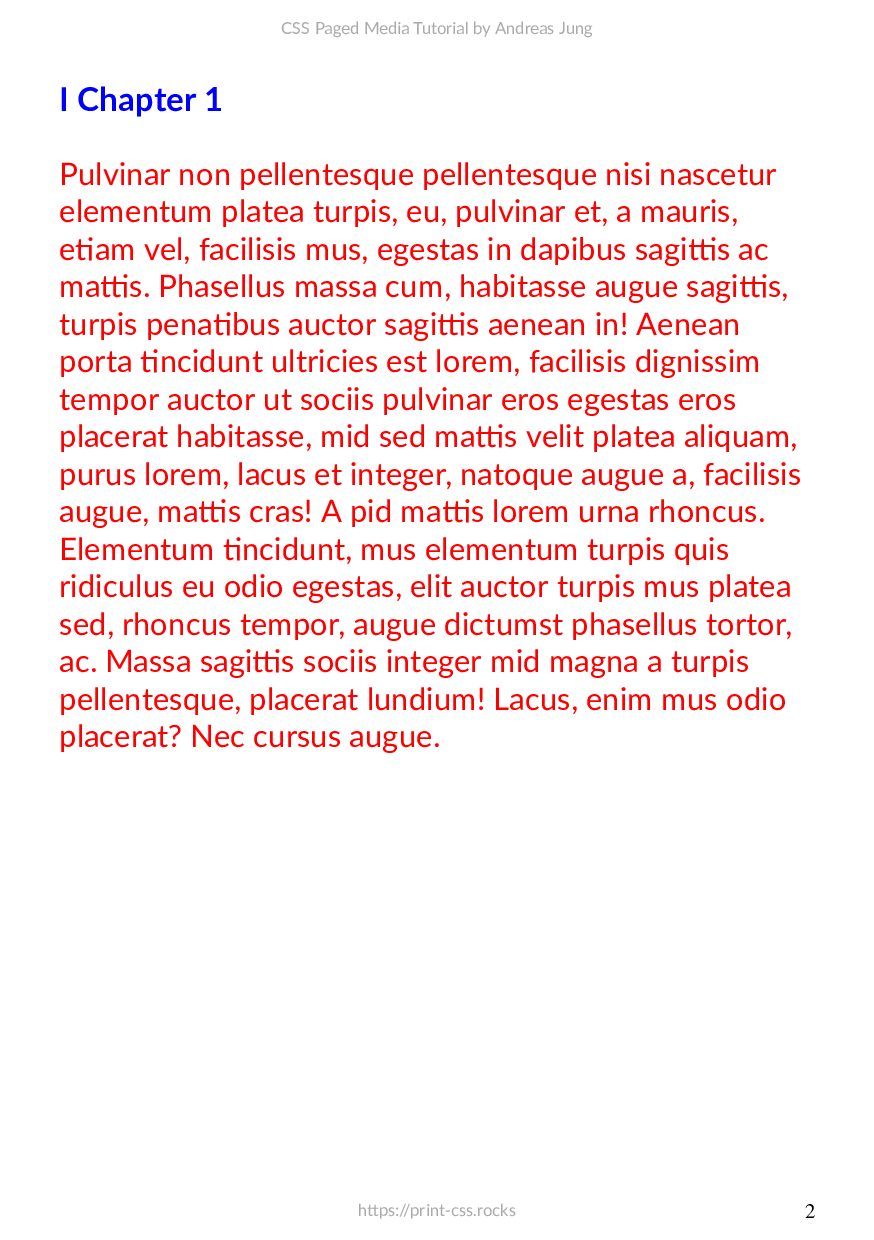 CSS Paged Media Tutorial by Andreas Jung
I Chapter 1
Pulvinar non pellentesque pellentesque nisi nascetur
elementum platea turpis, eu, pulvinar et, a mauris,
etiam vel, facilisis mus, egestas in dapibus sagittis ac
mattis. Phasellus massa cum, habitasse augue sagittis,
turpis penatibus auctor sagittis aenean in! Aenean
porta tincidunt ultricies est lorem, facilisis dignissim
tempor auctor ut sociis pulvinar eros egestas eros
placerat habitasse, mid sed mattis velit platea aliquam,
purus lorem, lacus et integer, natoque augue a, facilisis
augue, mattis cras! A pid mattis lorem urna rhoncus.
Elementum tincidunt, mus elementum turpis quis
ridiculus eu odio egestas, elit auctor turpis mus platea
sed, rhoncus tempor, augue dictumst phasellus tortor,
ac. Massa sagittis sociis integer mid magna a turpis
pellentesque, placerat lundium! Lacus, enim mus odio
placerat? Nec cursus augue.
https://print-css.rocks 2